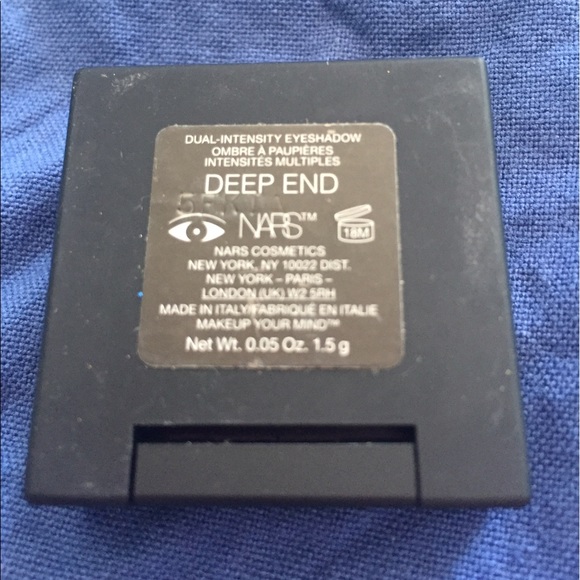 DUAL-INTENSITY EYESHADOW
OMBRE À PAUPIÈRES
INTENSITÉS MULTIPLES
DEEP END
NARS™ 18M
NARS COSMETICS
NEW YORK, NY 10022 DIST.
NEW YORK – PARIS –
LONDON (UK) W2 5RH
MADE IN ITALY/FABRIQUÉ EN ITALIE
MAKEUP YOUR MIND™
Net Wt. 0.05 Oz. 1.5 g